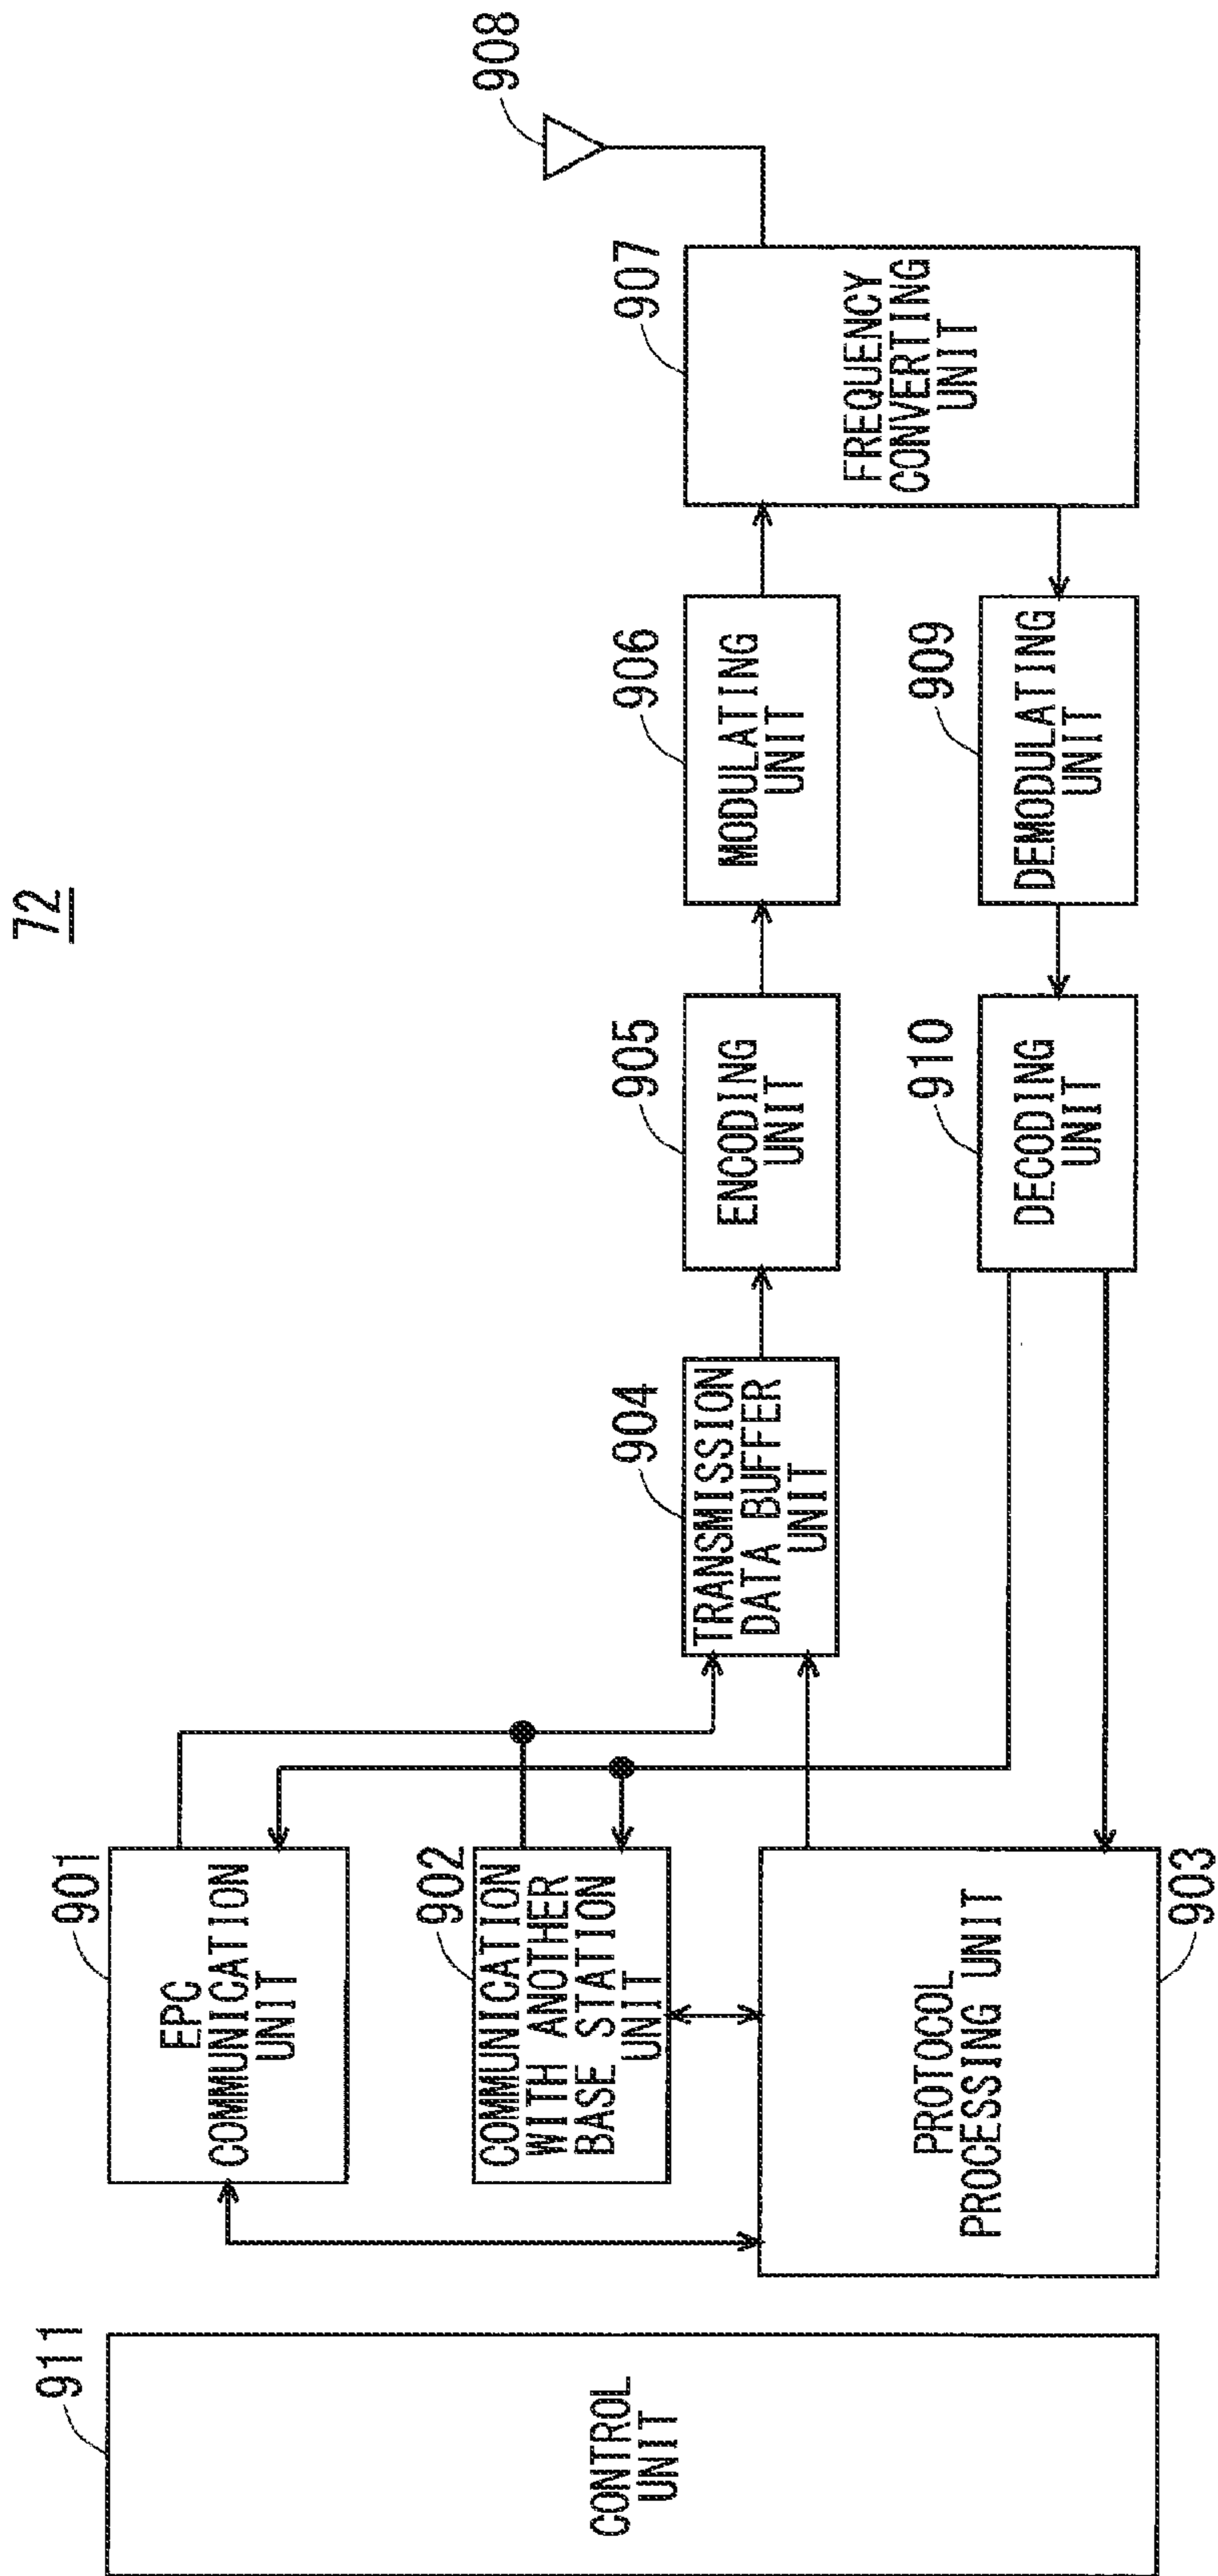 72
911
CONTROL
UNIT
901
EPC
COMMUNICATION
UNIT
902
COMMUNICATION
WITH ANOTHER
BASE STATION
UNIT
PROTOCOL
PROCESSING UNIT
903
904
TRANSMISSION
DATA BUFFER
UNIT
905
ENCODING
UNIT
906
MODULATING
UNIT
907
FREQUENCY
CONVERTING
UNIT
908
909
DEMODULATING
UNIT
910
DECODING
UNIT